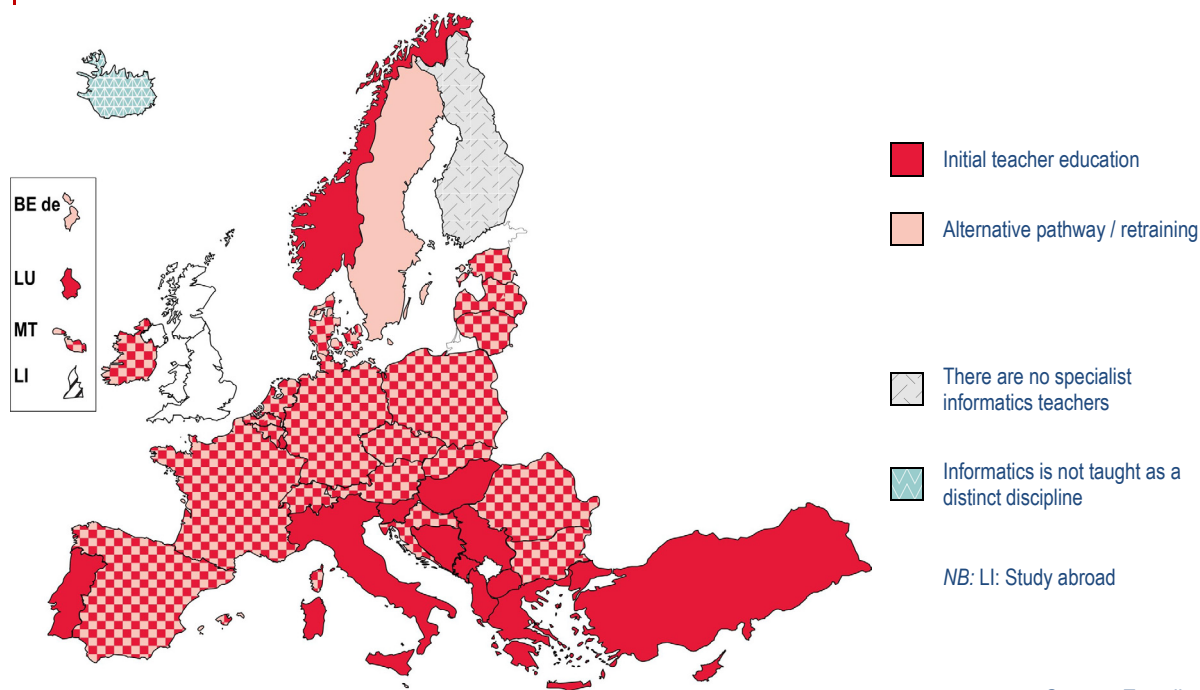 BE de
LU
MT
LI
Initial teacher education
Alternative pathway / retraining
There are no specialist
informatics teachers
Informatics is not taught as a
distinct discipline
NB: LI: Study abroad